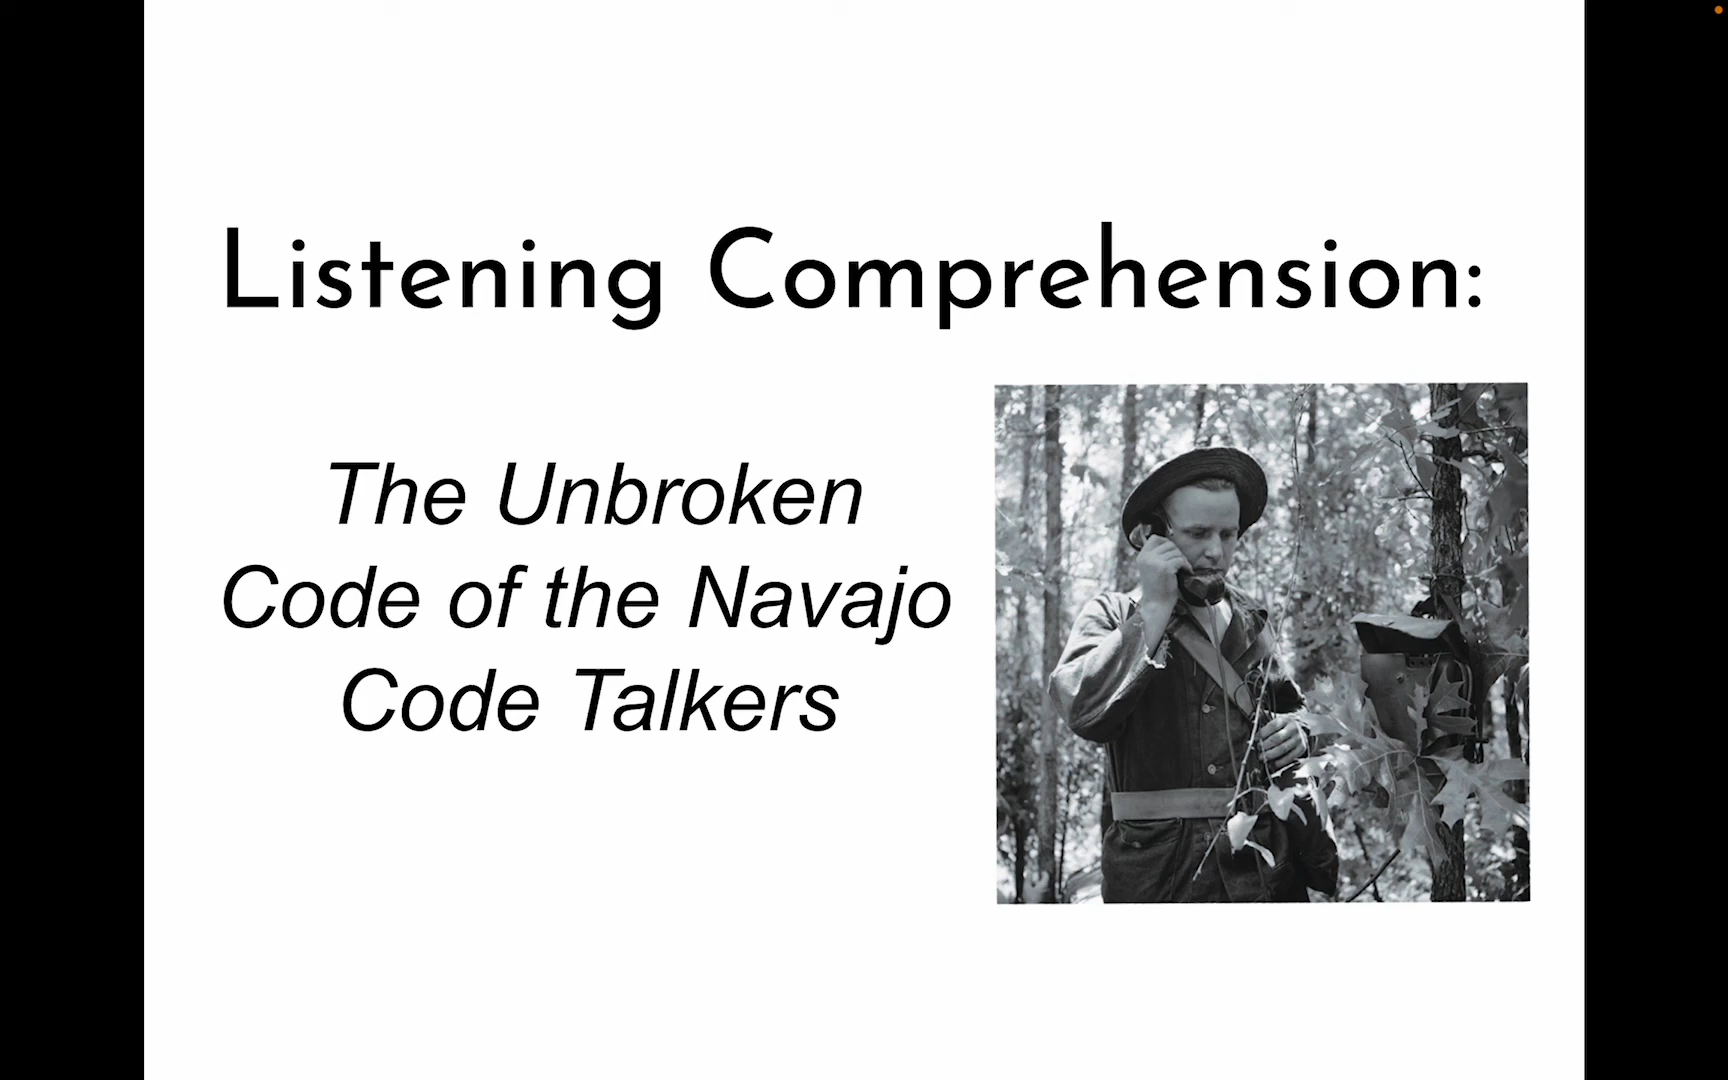 Listening Comprehension:
The Unbroken
Code of the Navajo
Code Talkers